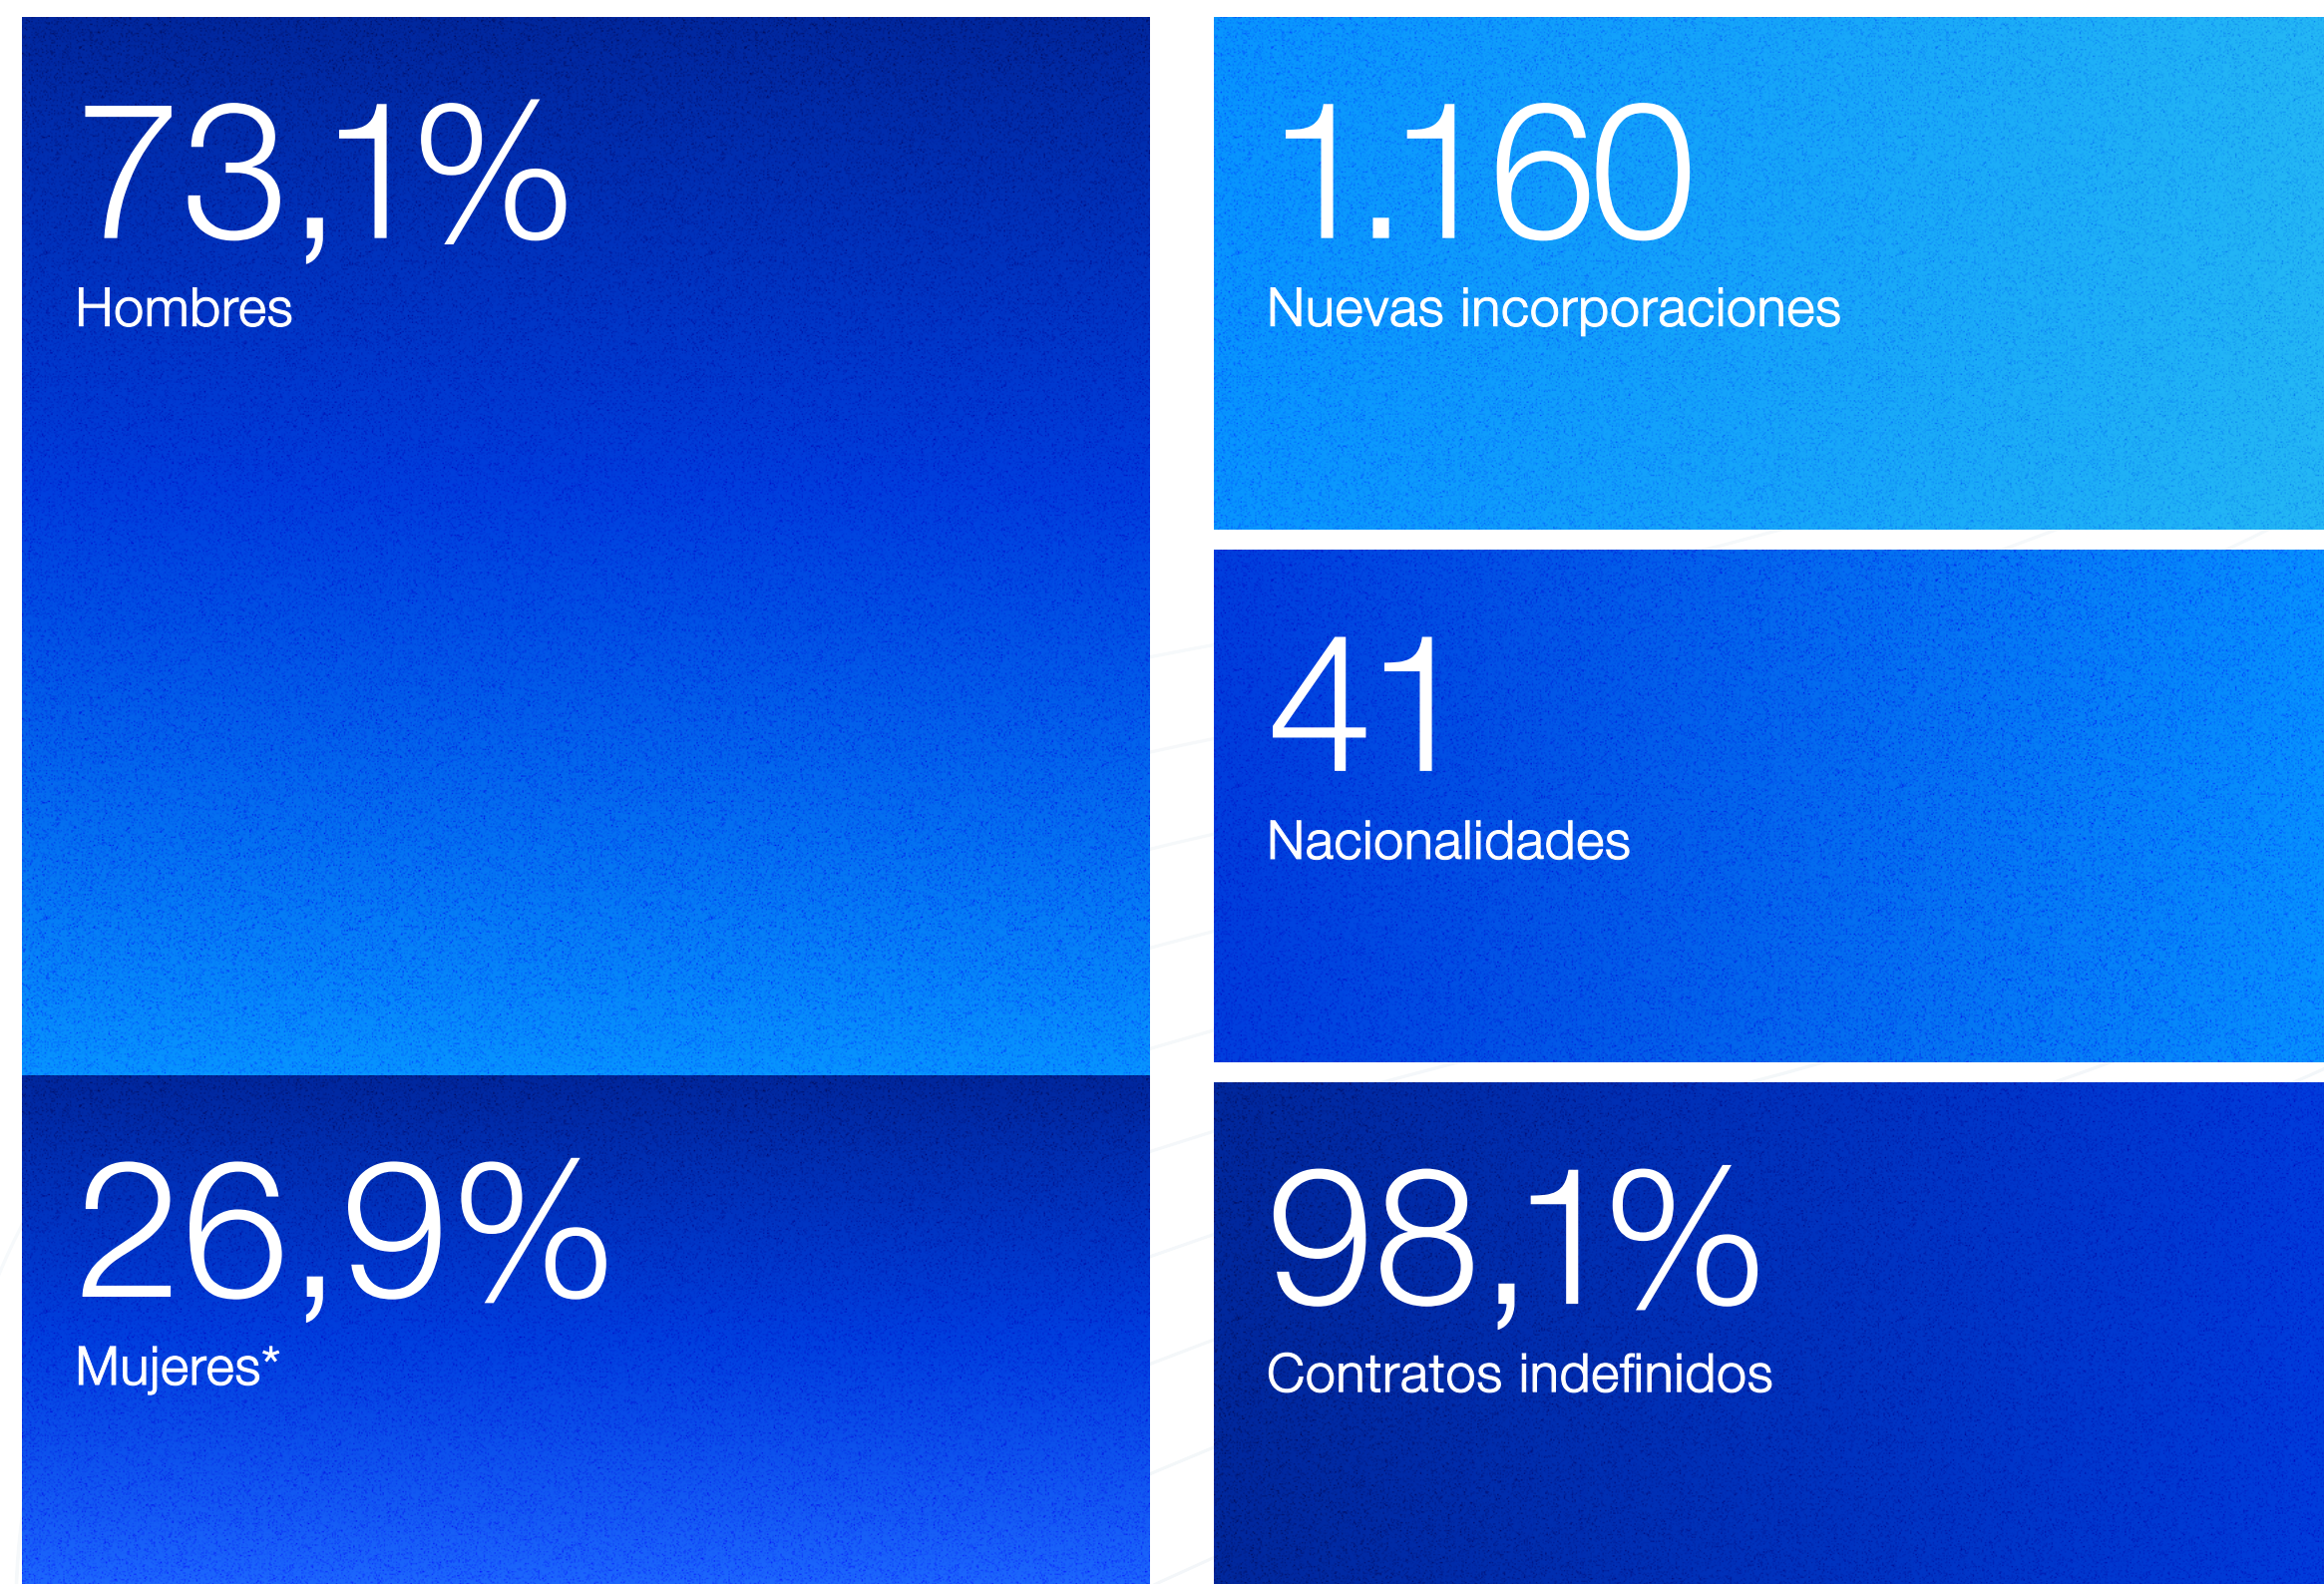 73,1%
Hombres
26,9%
Mujeres*
1.160
Nuevas incorporaciones
41
Nacionalidades
98,1%
Contratos indefinidos